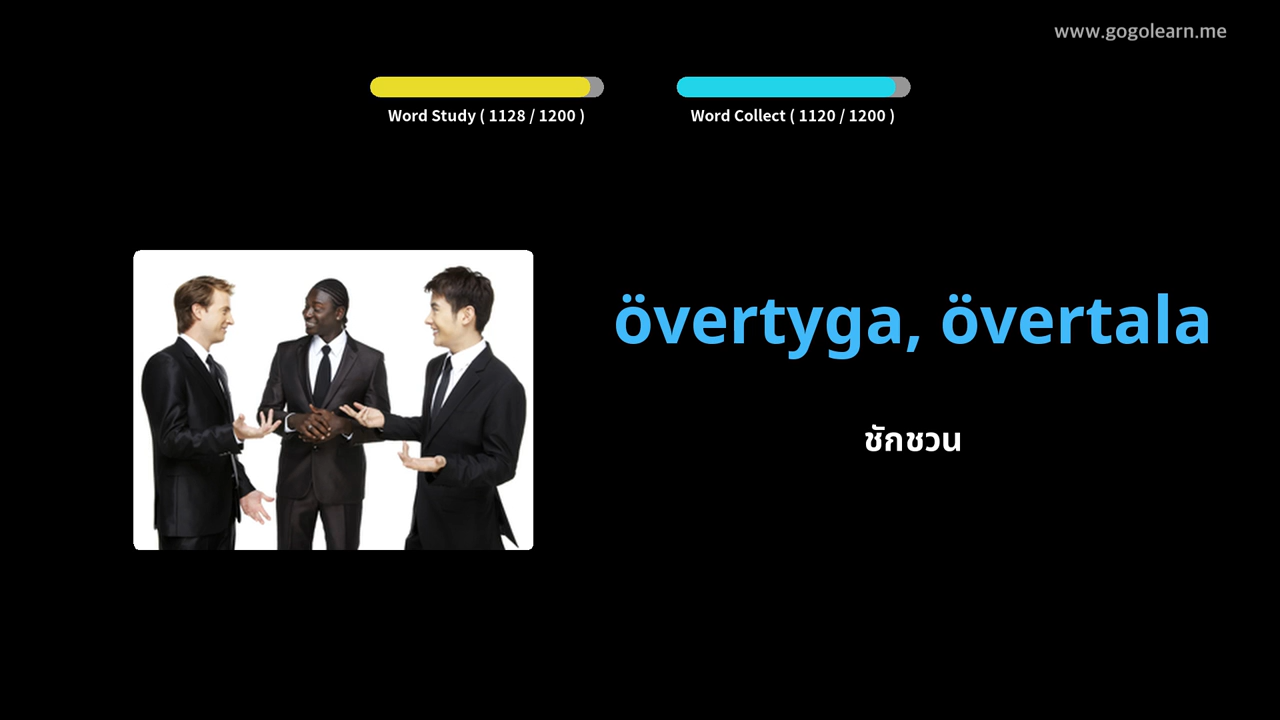 www.gogolearn.me
Word Study ( 1128 / 1200 )
Word Collect ( 1120 / 1200 )
övertyga, övertala
ชักชวน